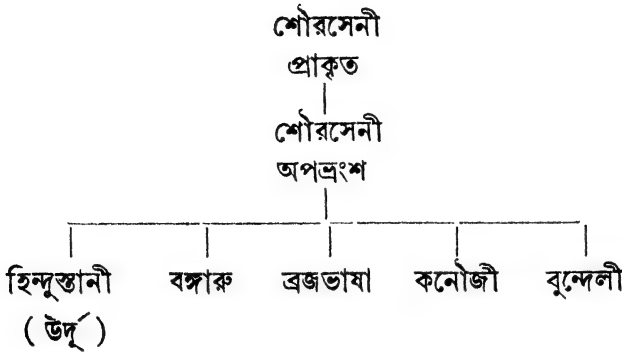 শৌরসেনী
প্রাকৃত
শৌরসেনী
অপভ্রংশ
হিন্দুস্তানী বঙ্গারু ব্রজভাষা কনৌজী বুন্দেলী
( উর্দূ )